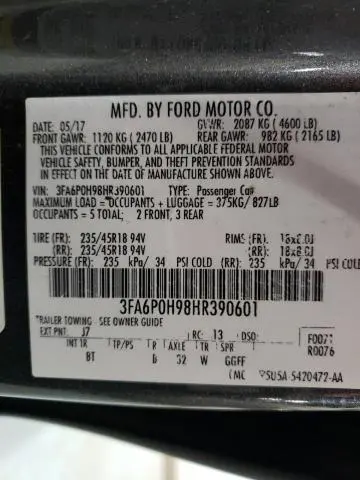 MFD. BY FORD MOTOR CO.
DATE: 05/17 GVWR: 2087 KG ( 4600 LB)
FRONT GAWR: 1120 KG ( 2470 LB) REAR GAWR: 982 KG ( 2165 LB)
THIS VEHICLE CONFORMS TO ALL APPLICABLE FEDERAL MOTOR
VEHICLE SAFETY, BUMPER, AND THEFT PREVENTION STANDARDS
IN EFFECT ON THE DATE OF MANUFACTURE SHOWN ABOVE.
VIN: 3FA6P0H98HR390601 TYPE: Passenger Car
MAXIMUM LOAD = OCCUPANTS + LUGGAGE = 375KG/ 827LB
OCCUPANTS = 5 TOTAL: 2 FRONT, 3 REAR
TIRE (FR): 235/45R18 94V RIMS (FR): 18x8.0J
(RR): 235/45R18 94V (RR): 18x8.0J
PRESSURE (FR): 235 kPa/ 34 PSI COLD (RR): 235 kPa/ 34 PSI COLD
3FA6P0H98HR390601
TRAILER TOWING: SEE OWNER GUIDE
EXT PNT: J7 RC: 13 DSO: F0071
INT TR TP/PS R AXLE TR SPR R0076
BT 32 W GGFF
5U5A-5420472-AA